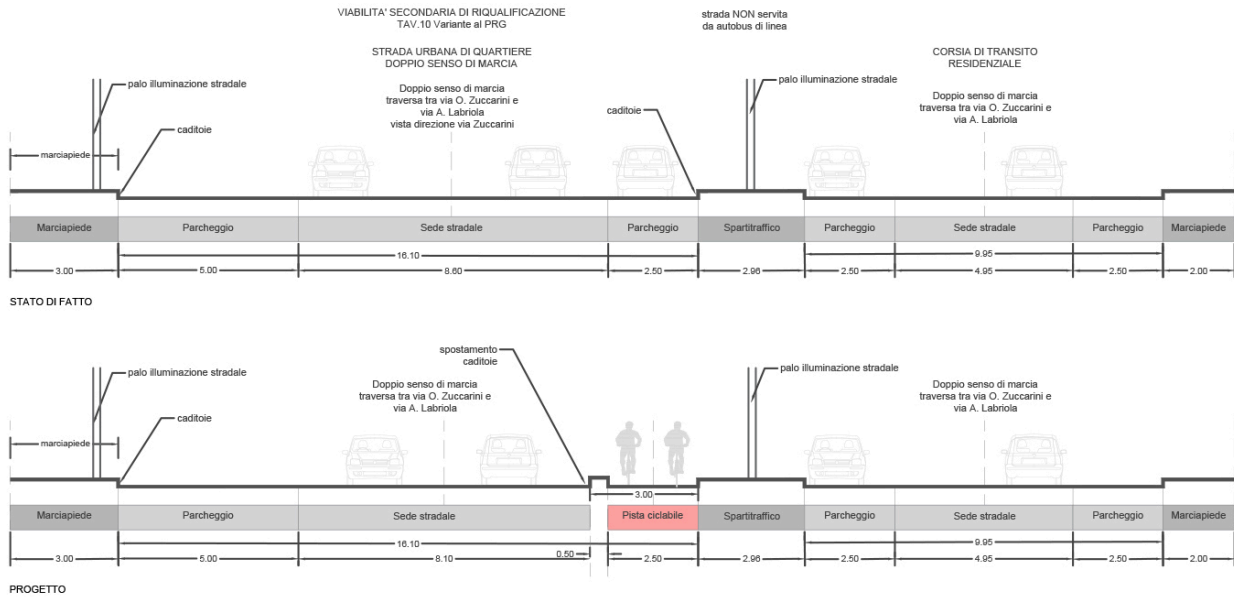 VIABILITA' SECONDARIA DI RIQUALIFICAZIONE
TAV.10 Variante al PRG
strada NON servita
da autobus di linea
STRADA URBANA DI QUARTIERE
DOPPIO SENSO DI MARCIA
CORSIA DI TRANSITO
RESIDENZIALE
palo illuminazione stradale
palo illuminazione stradale
Doppio senso di marcia
traversa tra via O. Zuccarini e
via A. Labriola
vista direzione via Zuccarini
Doppio senso di marcia
traversa tra via O. Zuccarini e
via A. Labriola
caditoie
caditoie
marciapiede
Marciapiede Parcheggio Sede stradale Parcheggio Spartitraffico Parcheggio Sede stradale Parcheggio Marciapiede
16.10 9.95
3.00 5.00 8.60 2.50 2.96 2.50 4.95 2.50 2.00
STATO DI FATTO
spostamento
caditoie
palo illuminazione stradale
palo illuminazione stradale
Doppio senso di marcia
traversa tra via O. Zuccarini e
via A. Labriola
Doppio senso di marcia
traversa tra via O. Zuccarini e
via A. Labriola
caditoie
marciapiede
3.00
Marciapiede Parcheggio Sede stradale Pista ciclabile Spartitraffico Parcheggio Sede stradale Parcheggio Marciapiede
16.10 9.95
3.00 5.00 8.10 0.50 2.50 2.96 2.50 4.95 2.50 2.00
PROGETTO